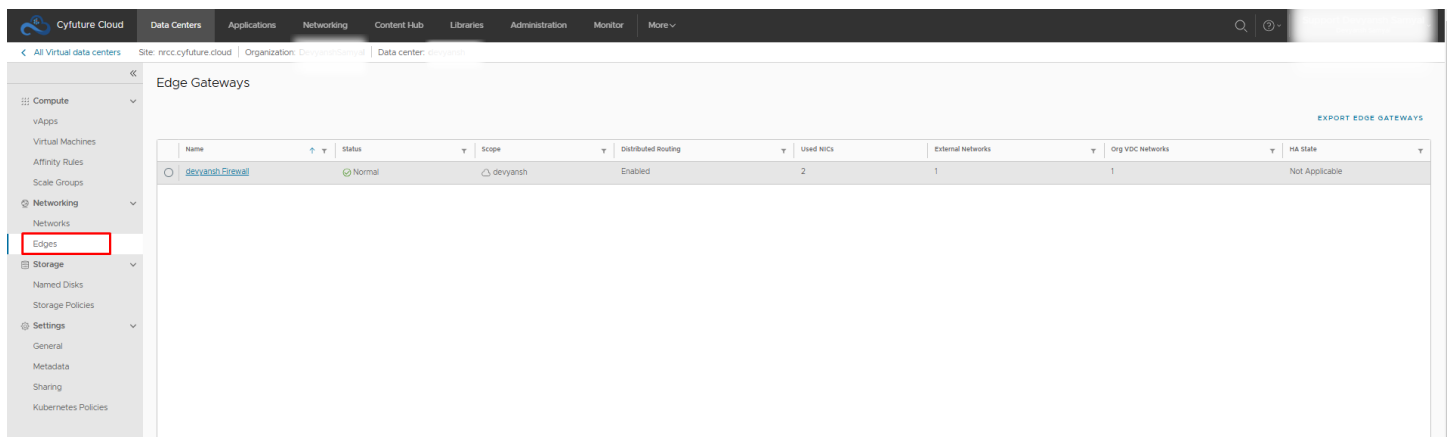 Cyfuture Cloud Data Centers Applications Networking Content Hub Libraries Administration Monitor More
All Virtual data centers Site: nrcc.cyfuture.cloud Organization: Data center:
Edge Gateways
Compute
vApps
Virtual Machines
Affinity Rules
Scale Groups
Networking
Networks
Edges
Storage
Named Disks
Storage Policies
Settings
General
Metadata
Sharing
Kubernetes Policies
EXPORT EDGE GATEWAYS
Name Status Scope Distributed Routing Used NICs External Networks Org VDC Networks HA State
devyansh Firewall Normal devyansh Enabled 2 1 1 Not Applicable